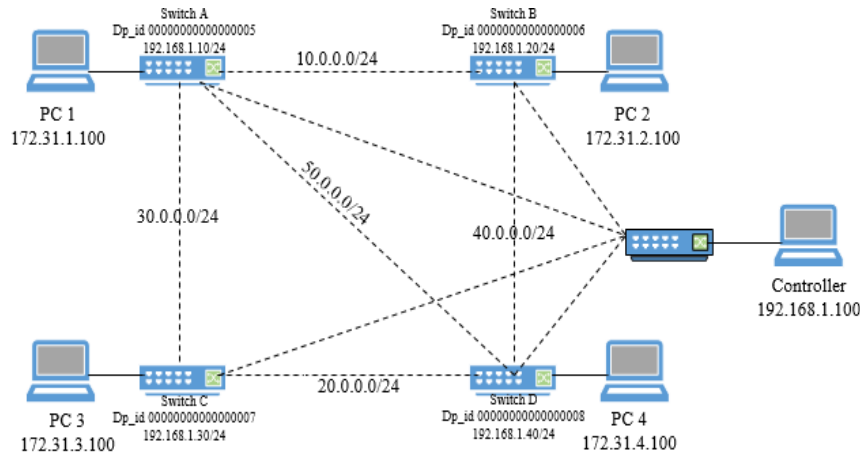 Switch A
Dp_id 00000000000000005
192.168.1.10/24
Switch B
Dp_id 00000000000000006
192.168.1.20/24
10.0.0.0/24
PC 1
172.31.1.100
PC 2
172.31.2.100
50.0.0.0/24
30.0.0.0/24
40.0.0.0/24
Controller
192.168.1.100
20.0.0.0/24
PC 3
172.31.3.100
Switch C
Dp_id 00000000000000007
192.168.1.30/24
Switch D
Dp_id 00000000000000008
192.168.1.40/24
PC 4
172.31.4.100